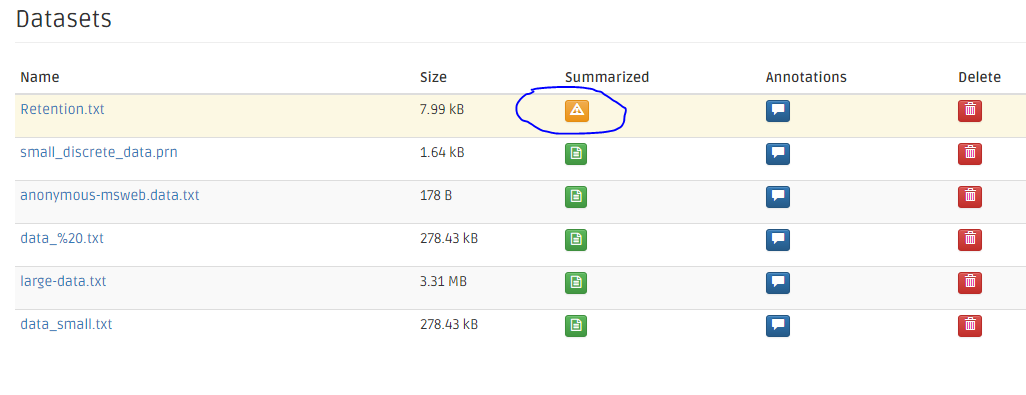 Datasets
Name Size Summarized Annotations Delete
Retention.txt 7.99 kB
small_discrete_data.prn 1.64 kB
anonymous-msweb.data.txt 178 B
data_%20.txt 278.43 kB
large-data.txt 3.31 MB
data_small.txt 278.43 kB